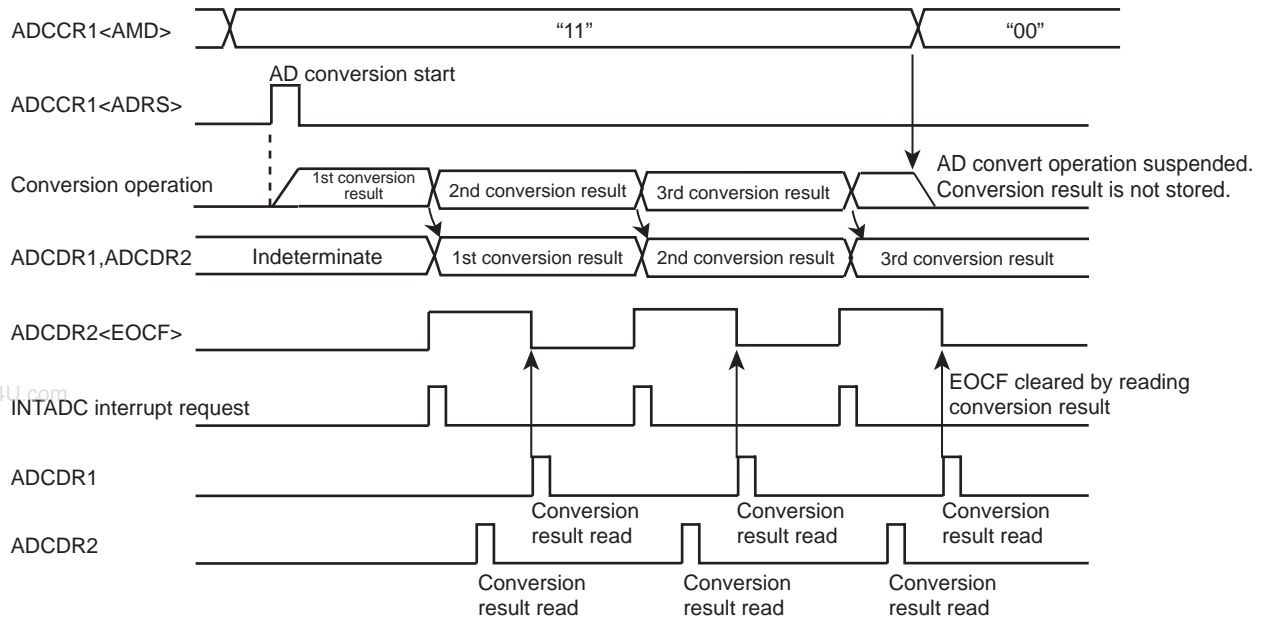 ADCCR1<AMD>
“11”
“00”
AD conversion start
ADCCR1<ADRS>
Conversion operation
1st conversion
result
2nd conversion result
3rd conversion result
AD convert operation suspended.
Conversion result is not stored.
ADCDR1,ADCDR2
Indeterminate
1st conversion result
2nd conversion result
3rd conversion result
ADCDR2<EOCF>
EOCF cleared by reading
conversion result
4U.com
INTADC interrupt request
ADCDR1
Conversion
result read
Conversion
result read
Conversion
result read
ADCDR2
Conversion
result read
Conversion
result read
Conversion
result read